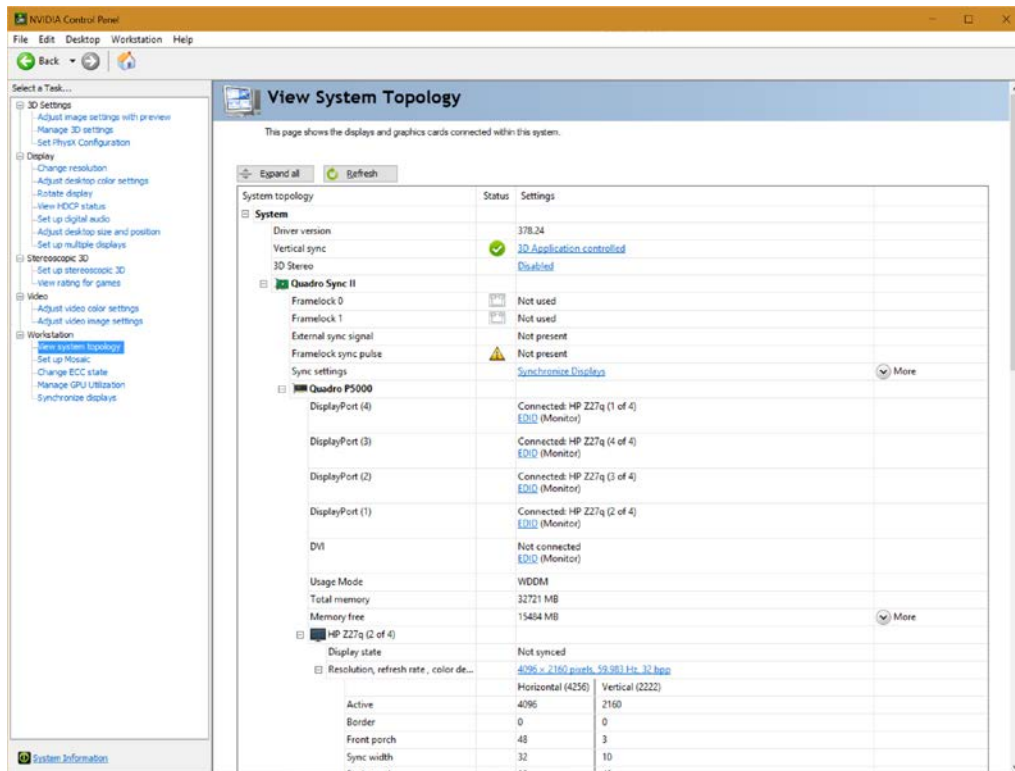 NVIDIA Control Panel
File Edit Desktop Workstation Help
Back
Select a Task...
3D Settings
Adjust image settings with preview
Manage 3D settings
Set PhysX Configuration
Display
Change resolution
Adjust desktop color settings
Rotate display
View HDCP status
Set up digital audio
Adjust desktop size and position
Set up multiple displays
Stereoscopic 3D
Set up stereoscopic 3D
View rating for games
Video
Adjust video color settings
Adjust video image settings
Workstation
View system topology
Set up Mosaic
Change ECC state
Manage GPU Utilization
Synchronize displays
System Information
View System Topology
This page shows the displays and graphics cards connected within this system.
Expand all Refresh
System topology Status Settings
System
Driver version 378.24
Vertical sync 3D Application controlled
3D Stereo Disabled
Quadro Sync II
Framelock 0 Not used
Framelock 1 Not used
External sync signal Not present
Framelock sync pulse Not present
Sync settings Synchronize Displays More
Quadro P5000
DisplayPort (4) Connected: HP Z27q (1 of 4)
EDID (Monitor)
DisplayPort (3) Connected: HP Z27q (4 of 4)
EDID (Monitor)
DisplayPort (2) Connected: HP Z27q (3 of 4)
EDID (Monitor)
DisplayPort (1) Connected: HP Z27q (2 of 4)
EDID (Monitor)
DVI Not connected
EDID (Monitor)
Usage Mode WDDM
Total memory 32721 MB
Memory free 15484 MB More
HP Z27q (2 of 4)
Display state Not synced
Resolution, refresh rate , color de... 4096 × 2160 pixels, 59.983 Hz, 32 bpp
Horizontal (4256) Vertical (2222)
Active 4096 2160
Border 0 0
Front porch 48 3
Sync width 32 10